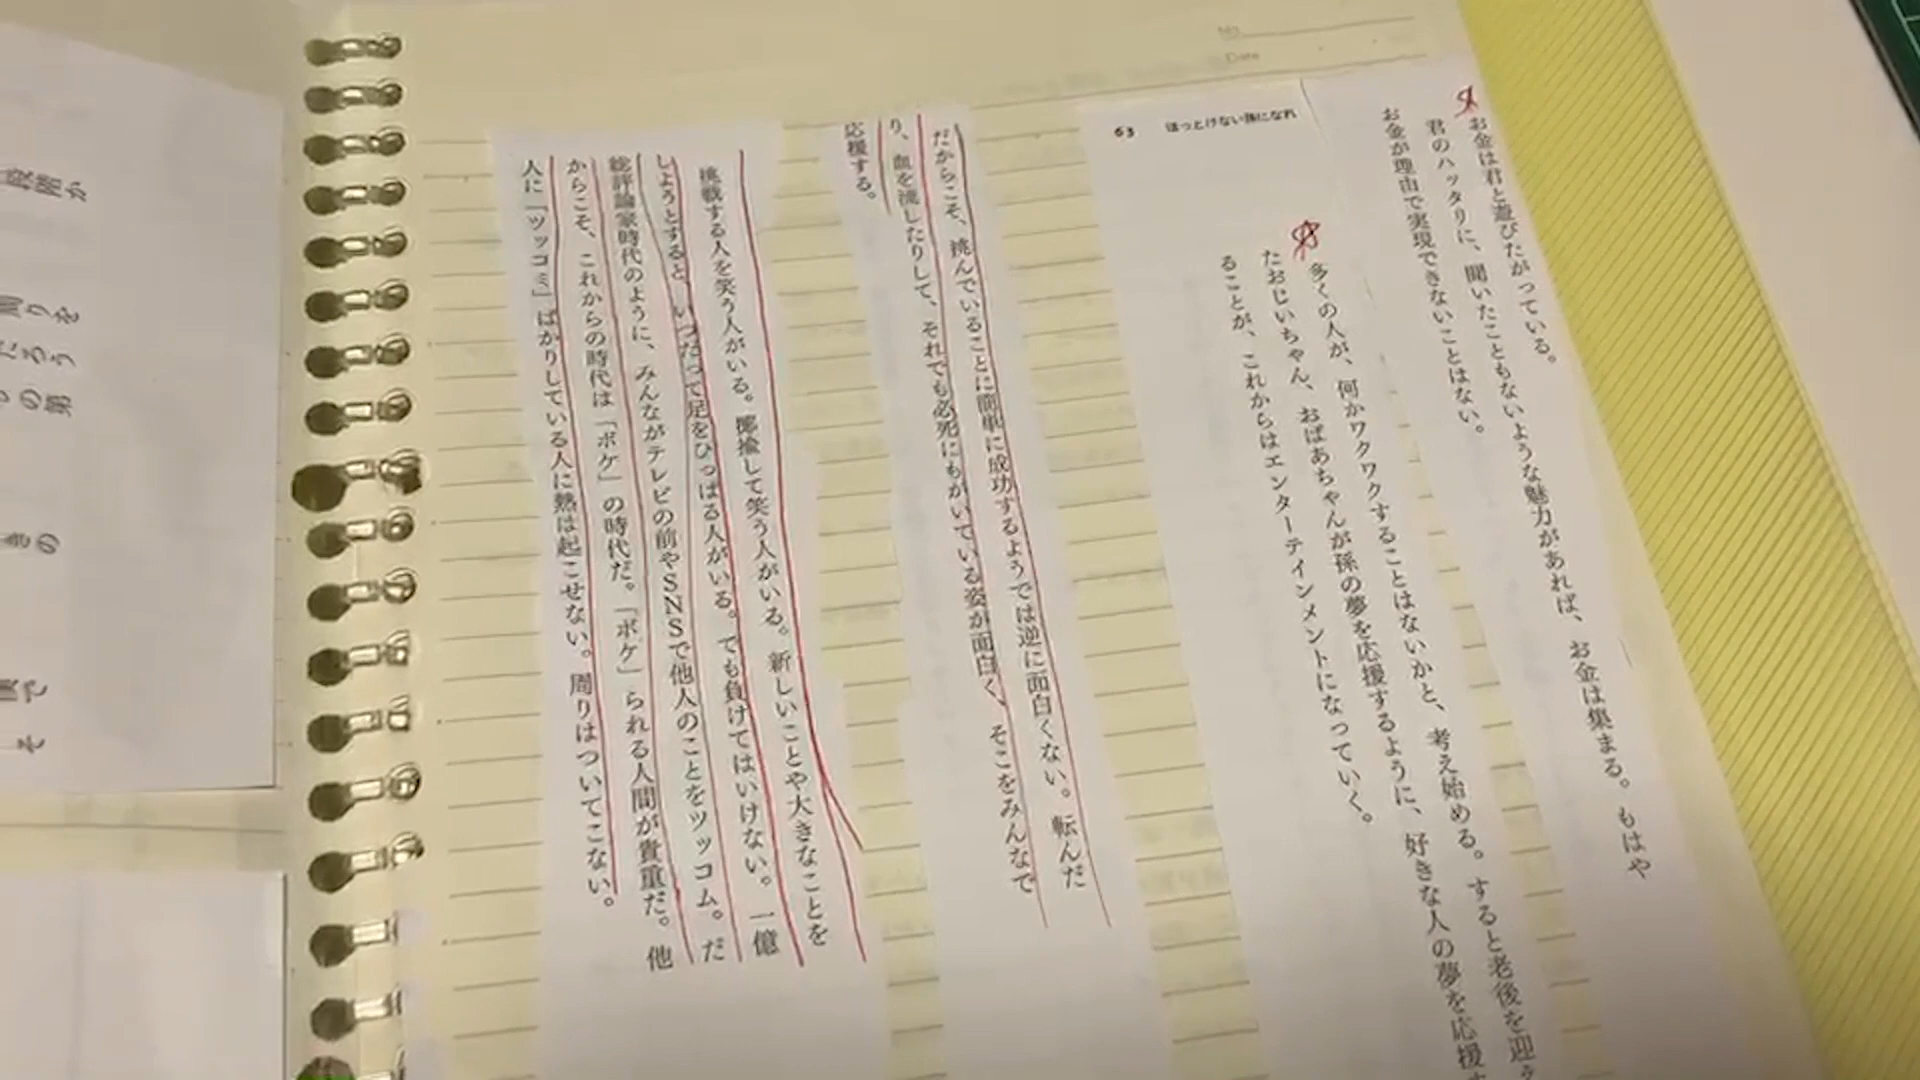 No.
Date
お金は君と遊びたがっている。
君のハッタリに、聞いたこともないような魅力があれば、お金は集まる。もはや
お金が理由で実現できないことはない。
63 ほっとけない孫になれ
多くの人が、何かワクワクすることはないかと、考え始める。すると老後を迎え
たおじいちゃん、おばあちゃんが孫の夢を応援するように、好きな人の夢を応援す
ることが、これからはエンターテインメントになっていく。
だからこそ、挑んでいることに簡単に成功するようでは逆に面白くない。転んだ
り、血を流したりして、それでも必死にもがいている姿が面白く、そこをみんなで
応援する。
挑戦する人を笑う人がいる。揶揄して笑う人がいる。新しいことや大きなことを
しようとすると、いつだって足をひっぱる人がいる。でも負けてはいけない。一億
総評論家時代のように、みんながテレビの前やSNSで他人のことをツッコム。だ
からこそ、これからの時代は「ボケ」の時代だ。「ボケ」られる人間が貴重だ。他
人に「ツッコミ」ばかりしている人に熱は起こせない。周りはついてこない。
段階か
周りを
だろう
の第
きの
で
そ